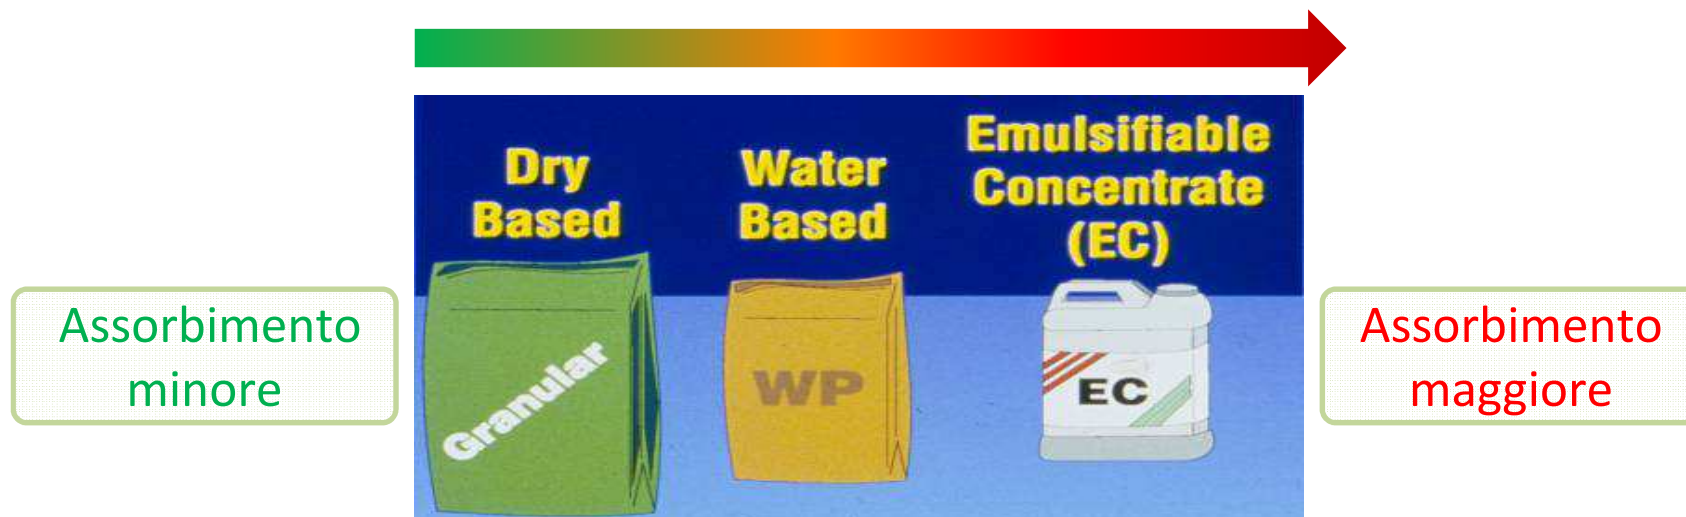 Dry
Based
Water
Based
Emulsifiable
Concentrate
(EC)
Assorbimento
minore
Granular
WP
EC
Assorbimento
maggiore